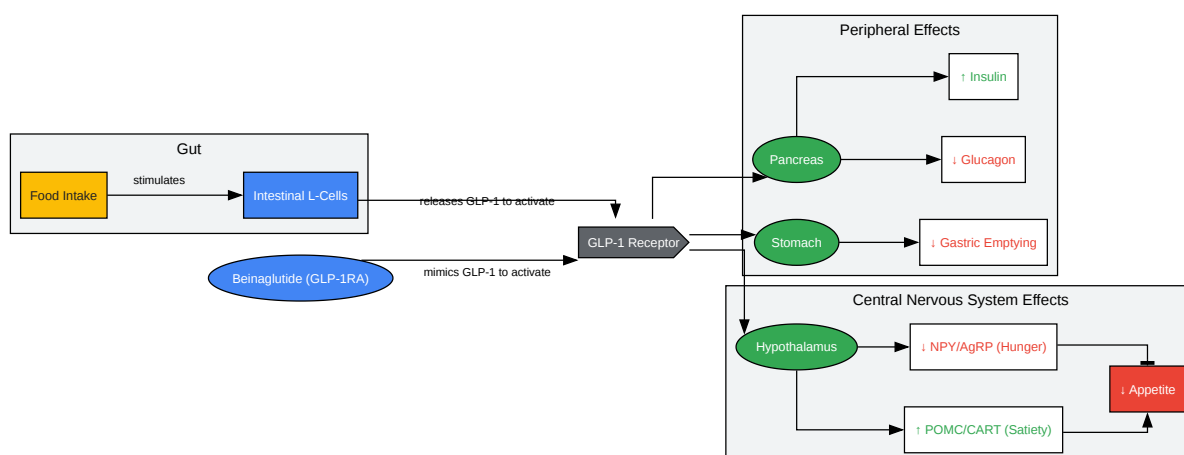 Peripheral Effects
↑ Insulin
Gut
Pancreas
↓ Glucagon
stimulates
Food Intake
Intestinal L-Cells
releases GLP-1 to activate
GLP-1 Receptor
Stomach
↓ Gastric Emptying
mimics GLP-1 to activate
Beinaglutide (GLP-1RA)
Central Nervous System Effects
Hypothalamus
↓ NPY/AgRP (Hunger)
↓ Appetite
↑ POMC/CART (Satiety)